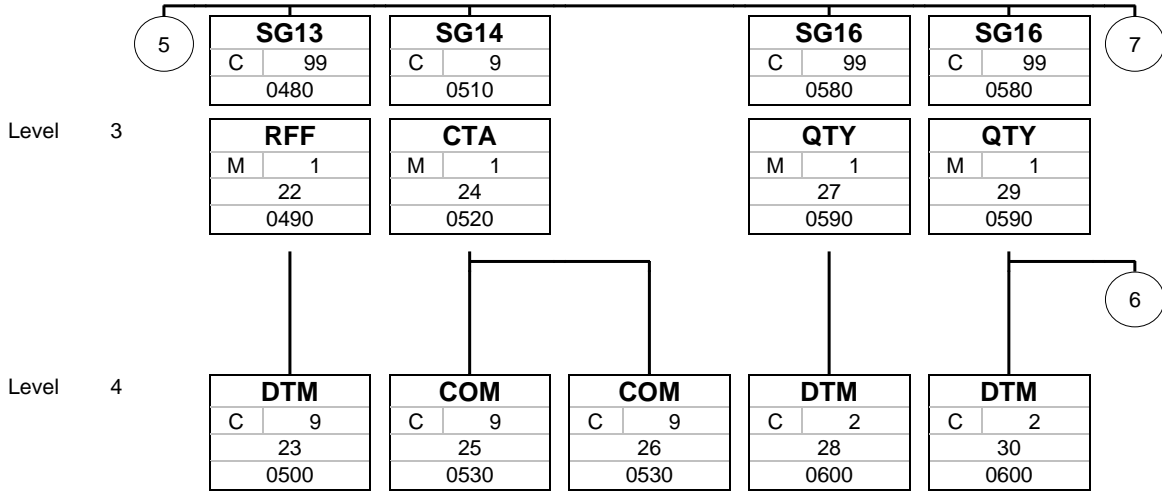 5 SG13 SG14 SG16 SG16 7
C 99 C 9 C 99 C 99
0480 0510 0580 0580
Level 3 RFF CTA QTY QTY
M 1 M 1 M 1 M 1
22 24 27 29
0490 0520 0590 0590
6
Level 4 DTM COM COM DTM DTM
C 9 C 9 C 9 C 2 C 2
23 25 26 28 30
0500 0530 0530 0600 0600